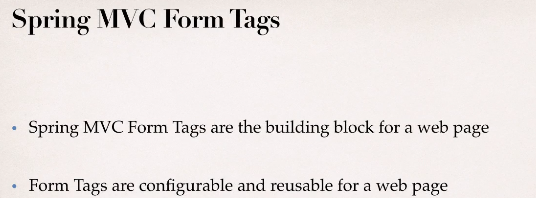 Spring MVC Form Tags
• Spring MVC Form Tags are the building block for a web page
• Form Tags are configurable and reusable for a web page